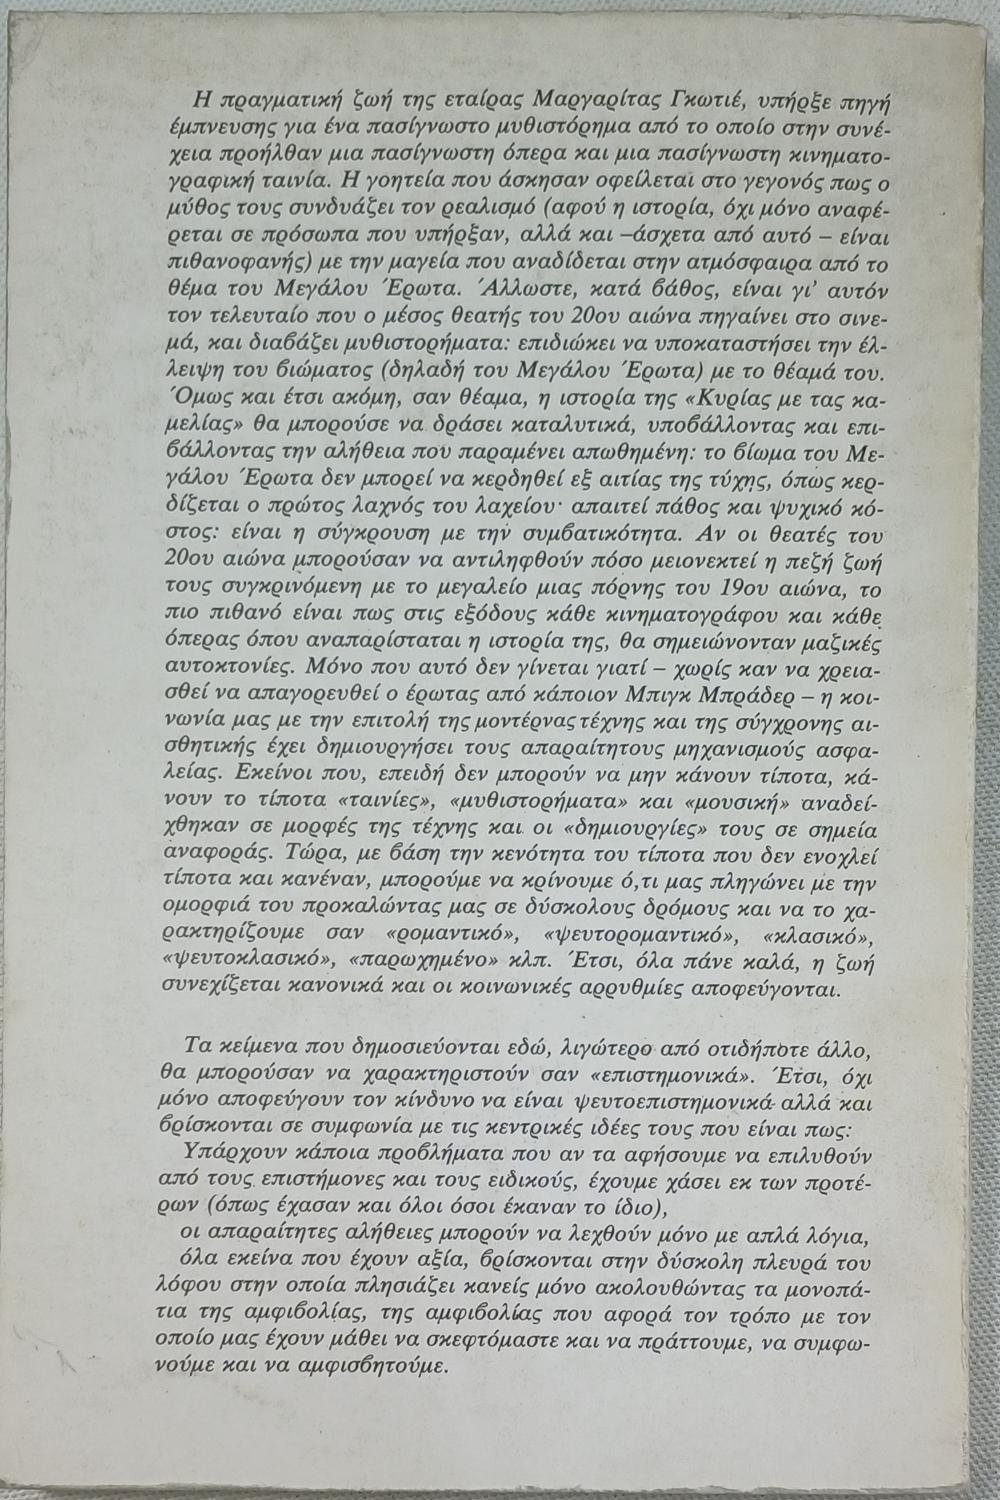 Η πραγματική ζωή της εταίρας Μαργαρίτας Γκωτιέ, υπήρξε πηγή
έμπνευσης για ένα πασίγνωστο μυθιστόρημα από το οποίο στην συνέ-
χεια προήλθαν μια πασίγνωστη όπερα και μια πασίγνωστη κινηματο-
γραφική ταινία. Η γοητεία που άσκησαν οφείλεται στο γεγονός πως ο
μύθος τους συνδυάζει τον ρεαλισμό (αφού η ιστορία, όχι μόνο αναφέ-
ρεται σε πρόσωπα που υπήρξαν, αλλά και –άσχετα από αυτό – είναι
πιθανοφανής) με την μαγεία που αναδίδεται στην ατμόσφαιρα από το
θέμα του Μεγάλου Έρωτα. Άλλωστε, κατά βάθος, είναι γι' αυτόν
τον τελευταίο που ο μέσος θεατής του 20ου αιώνα πηγαίνει στο σινε-
μά, και διαβάζει μυθιστορήματα: επιδιώκει να υποκαταστήσει την έλ-
λειψη του βιώματος (δηλαδή του Μεγάλου Έρωτα) με το θέαμά του.
Όμως και έτσι ακόμη, σαν θέαμα, η ιστορία της «Κυρίας με τας κα-
μελίας» θα μπορούσε να δράσει καταλυτικά, υποβάλλοντας και επι-
βάλλοντας την αλήθεια που παραμένει απωθημένη: το βίωμα του Με-
γάλου Έρωτα δεν μπορεί να κερδηθεί εξ αιτίας της τύχης, όπως κερ-
δίζεται ο πρώτος λαχνός του λαχείου· απαιτεί πάθος και ψυχικό κό-
στος: είναι η σύγκρουση με την συμβατικότητα. Αν οι θεατές του
20ου αιώνα μπορούσαν να αντιληφθούν πόσο μειονεκτεί η πεζή ζωή
τους συγκρινόμενη με το μεγαλείο μιας πόρνης του 19ου αιώνα, το
πιο πιθανό είναι πως στις εξόδους κάθε κινηματογράφου και κάθε
όπερας όπου αναπαρίσταται η ιστορία της, θα σημειώνονταν μαζικές
αυτοκτονίες. Μόνο που αυτό δεν γίνεται γιατί – χωρίς καν να χρεια-
σθεί να απαγορευθεί ο έρωτας από κάποιον Μπιγκ Μπράδερ – η κοι-
νωνία μας με την επιτολή της μοντέρνας τέχνης και της σύγχρονης αι-
σθητικής έχει δημιουργήσει τους απαραίτητους μηχανισμούς ασφα-
λείας. Εκείνοι που, επειδή δεν μπορούν να μην κάνουν τίποτα, κά-
νουν το τίποτα «ταινίες», «μυθιστορήματα» και «μουσική» αναδεί-
χθηκαν σε μορφές της τέχνης και οι «δημιουργίες» τους σε σημεία
αναφοράς. Τώρα, με βάση την κενότητα του τίποτα που δεν ενοχλεί
τίποτα και κανέναν, μπορούμε να κρίνουμε ό,τι μας πληγώνει με την
ομορφιά του προκαλώντας μας σε δύσκολους δρόμους και να το χα-
ρακτηρίζουμε σαν «ρομαντικό», «ψευτορομαντικό», «κλασικό»,
«ψευτοκλασικό», «παρωχημένο» κλπ. Έτσι, όλα πάνε καλά, η ζωή
συνεχίζεται κανονικά και οι κοινωνικές αρρυθμίες αποφεύγονται.
Τα κείμενα που δημοσιεύονται εδώ, λιγώτερο από οτιδήποτε άλλο,
θα μπορούσαν να χαρακτηριστούν σαν «επιστημονικά». Έτσι, όχι
μόνο αποφεύγουν τον κίνδυνο να είναι ψευτοεπιστημονικά αλλά και
βρίσκονται σε συμφωνία με τις κεντρικές ιδέες τους που είναι πως:
Υπάρχουν κάποια προβλήματα που αν τα αφήσουμε να επιλυθούν
από τους επιστήμονες και τους ειδικούς, έχουμε χάσει εκ των προτέ-
ρων (όπως έχασαν και όλοι όσοι έκαναν το ίδιο),
οι απαραίτητες αλήθειες μπορούν να λεχθούν μόνο με απλά λόγια,
όλα εκείνα που έχουν αξία, βρίσκονται στην δύσκολη πλευρά του
λόφου στην οποία πλησιάζει κανείς μόνο ακολουθώντας τα μονοπά-
τια της αμφιβολίας, της αμφιβολίας που αφορά τον τρόπο με τον
οποίο μας έχουν μάθει να σκεφτόμαστε και να πράττουμε, να συμφω-
νούμε και να αμφισβητούμε.